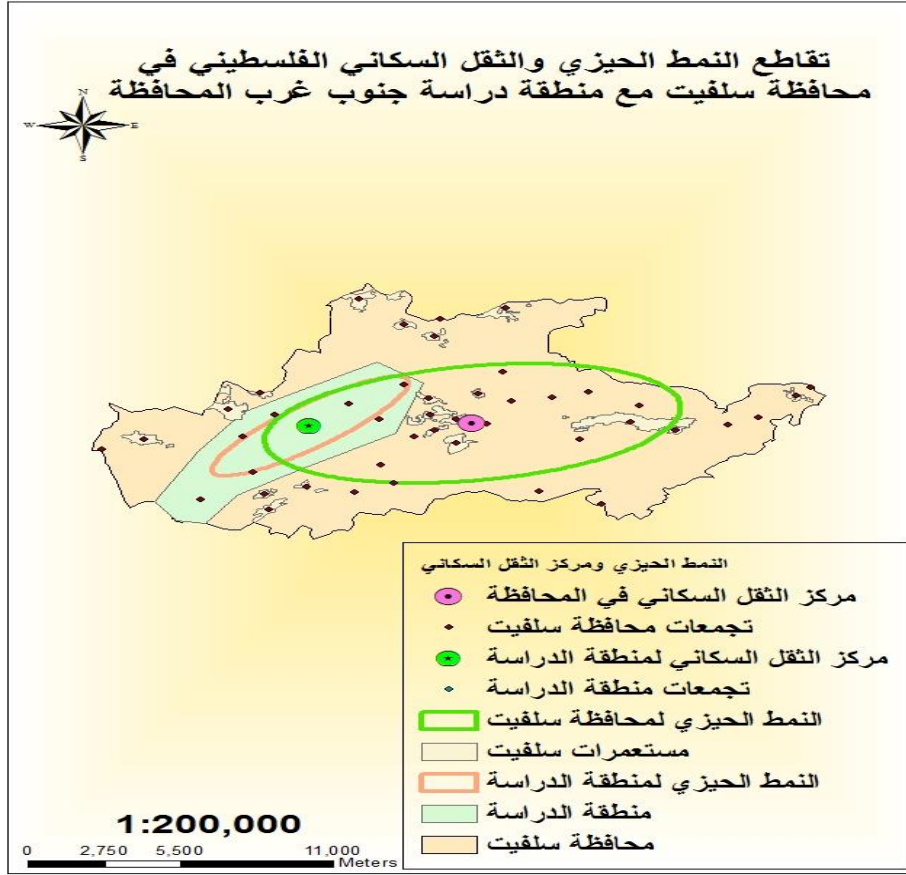 تقاطع النمط الحيزي والثقل السكاني الفلسطيني في
محافظة سلفيت مع منطقة دراسة جنوب غرب المحافظة
N
W E
S
النمط الحيزي ومركز الثقل السكاني
مركز الثقل السكاني في المحافظة
تجمعات محافظة سلفيت
مركز الثقل السكاني لمنطقة الدراسة
تجمعات منطقة الدراسة
النمط الحيزي لمحافظة سلفيت
مستعمرات سلفيت
النمط الحيزي لمنطقة الدراسة
منطقة الدراسة
محافظة سلفيت
1:200,000
0 2,750 5,500 11,000
Meters